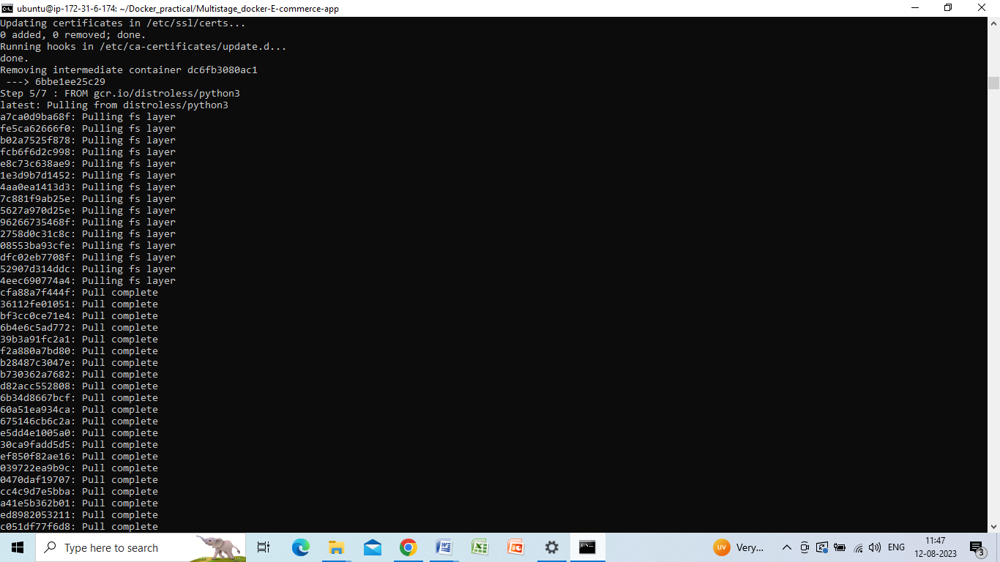 ubuntu@ip-172-31-6-174: ~/Docker_practical/Multistage_docker-E-commerce-app
Updating certificates in /etc/ssl/certs...
0 added, 0 removed; done.
Running hooks in /etc/ca-certificates/update.d...
done.
Removing intermediate container dc6fb3080ac1
 ---> 6bbe1ee25c29
Step 5/7 : FROM gcr.io/distroless/python3
latest: Pulling from distroless/python3
a7ca0d9ba68f: Pulling fs layer
fe5ca62666f0: Pulling fs layer
b02a7525f878: Pulling fs layer
fcb6f6d2c998: Pulling fs layer
e8c73c638ae9: Pulling fs layer
1e3d9b7d1452: Pulling fs layer
4aa0ea1413d3: Pulling fs layer
7c881f9ab25e: Pulling fs layer
5627a970d25e: Pulling fs layer
96266735468f: Pulling fs layer
2758d0c31c8c: Pulling fs layer
08553ba93cfe: Pulling fs layer
dfc02eb7708f: Pulling fs layer
52907d314ddc: Pulling fs layer
4eec690774a4: Pulling fs layer
cfa88a7f444f: Pull complete
36112fe01051: Pull complete
bf3cc0ce71e4: Pull complete
6b4e6c5ad772: Pull complete
39b3a91fc2a1: Pull complete
f2a880a7bd80: Pull complete
b28487c3047e: Pull complete
b730362a7682: Pull complete
d82acc552808: Pull complete
6b34d8667bcf: Pull complete
60a51ea934ca: Pull complete
675146cb6c2a: Pull complete
e5dd4e1005a0: Pull complete
30ca9fadd5d5: Pull complete
ef850f82ae16: Pull complete
039722ea9b9c: Pull complete
0470daf19707: Pull complete
cc4c9d7e5bba: Pull complete
a41e5b362b01: Pull complete
ed8982053211: Pull complete
c051df77f6d8: Pull complete
Type here to search
UV
Very...
ENG
11:47
12-08-2023
3